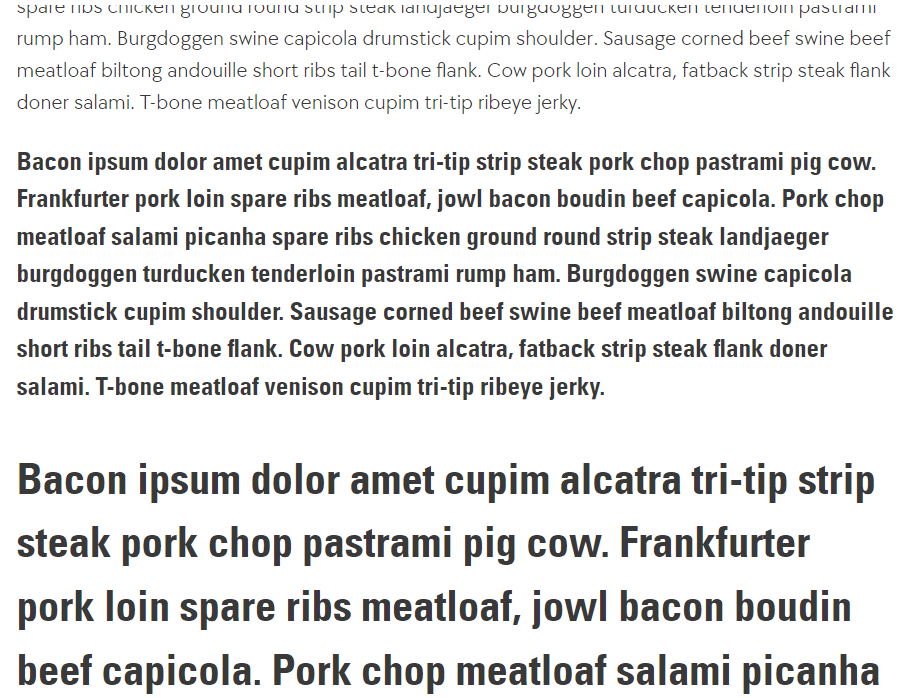 spare ribs chicken ground round strip steak landjaeger burgdoggen turducken tenderloin pastrami
rump ham. Burgdoggen swine capicola drumstick cupim shoulder. Sausage corned beef swine beef
meatloaf biltong andouille short ribs tail t-bone flank. Cow pork loin alcatra, fatback strip steak flank
doner salami. T-bone meatloaf venison cupim tri-tip ribeye jerky.
Bacon ipsum dolor amet cupim alcatra tri-tip strip steak pork chop pastrami pig cow.
Frankfurter pork loin spare ribs meatloaf, jowl bacon boudin beef capicola. Pork chop
meatloaf salami picanha spare ribs chicken ground round strip steak landjaeger
burgdoggen turducken tenderloin pastrami rump ham. Burgdoggen swine capicola
drumstick cupim shoulder. Sausage corned beef swine beef meatloaf biltong andouille
short ribs tail t-bone flank. Cow pork loin alcatra, fatback strip steak flank doner
salami. T-bone meatloaf venison cupim tri-tip ribeye jerky.
Bacon ipsum dolor amet cupim alcatra tri-tip strip
steak pork chop pastrami pig cow. Frankfurter
pork loin spare ribs meatloaf, jowl bacon boudin
beef capicola. Pork chop meatloaf salami picanha